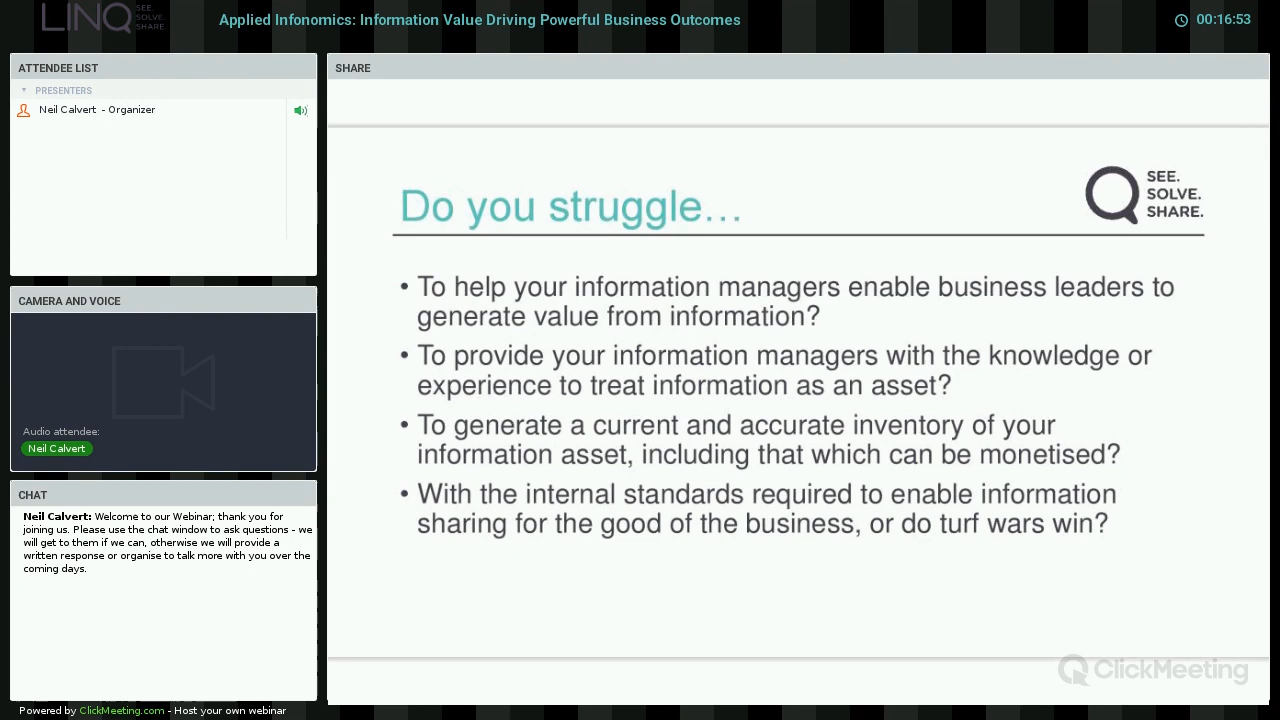 LINQ SEE. SOLVE. SHARE.
Applied Infonomics: Information Value Driving Powerful Business Outcomes
00:16:53
ATTENDEE LIST
PRESENTERS
Neil Calvert - Organizer
CAMERA AND VOICE
Audio attendee:
Neil Calvert
CHAT
Neil Calvert: Welcome to our Webinar; thank you for
joining us. Please use the chat window to ask questions - we
will get to them if we can, otherwise we will provide a
written response or organise to talk more with you over the
coming days.
Powered by ClickMeeting.com - Host your own webinar
SHARE
Do you struggle...
SEE.
SOLVE.
SHARE.
• To help your information managers enable business leaders to
generate value from information?
• To provide your information managers with the knowledge or
experience to treat information as an asset?
• To generate a current and accurate inventory of your
information asset, including that which can be monetised?
• With the internal standards required to enable information
sharing for the good of the business, or do turf wars win?
ClickMeeting